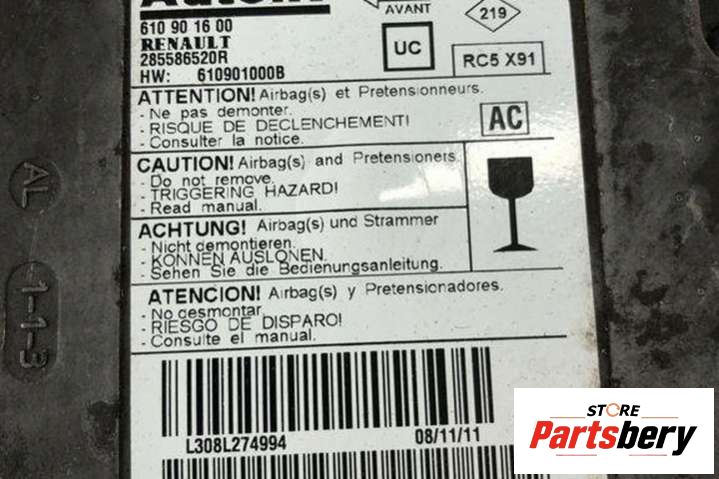 AVANT
219
610 90 16 00
RENAULT
285586520R
HW: 610901000B
UC
RC5 X91
ATTENTION! Airbag(s) et Pretensionneurs.
- Ne pas demonter.
- RISQUE DE DECLENCHEMENT!
- Consulter la notice.
AC
CAUTION! Airbag(s) and Pretensioners.
- Do not remove.
- TRIGGERING HAZARD!
- Read manual.
ACHTUNG! Airbag(s) und Strammer
- Nicht demontieren.
- KONNEN AUSLONEN.
- Sehen Sie die Bedienungsanleitung.
ATENCION! Airbag(s) y Pretensionadores.
- No desmontar.
- RIESGO DE DISPARO!
- Consulte el manual.
L308L274994
08/11/11
AL
1-1-3
STORE
Partsbery